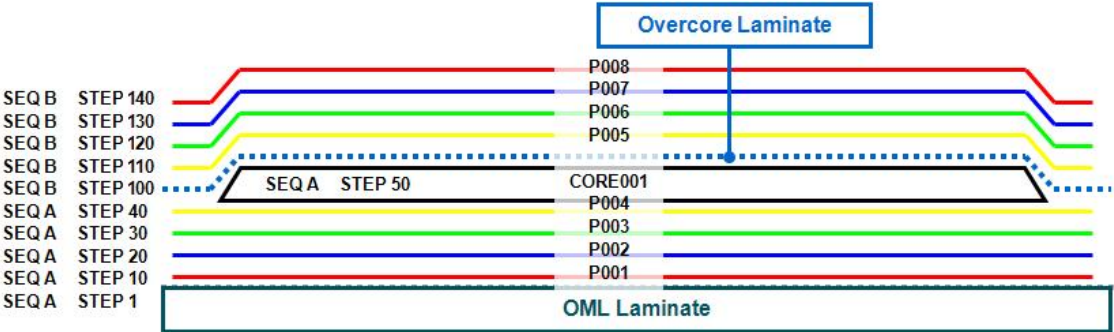 Overcore Laminate
P008
SEQ B STEP 140 P007
SEQ B STEP 130 P006
SEQ B STEP 120 P005
SEQ B STEP 110
SEQ B STEP 100 SEQ A STEP 50 CORE001
SEQ A STEP 40 P004
SEQ A STEP 30 P003
SEQ A STEP 20 P002
SEQ A STEP 10 P001
SEQ A STEP 1 OML Laminate